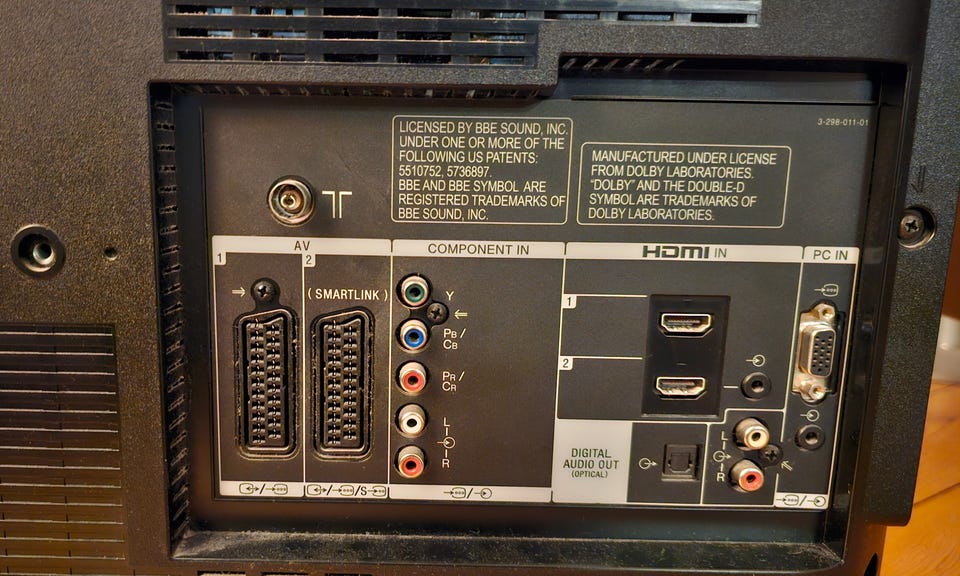 3-298-011-01
LICENSED BY BBE SOUND, INC.
UNDER ONE OR MORE OF THE
FOLLOWING US PATENTS:
5510752, 5736897.
BBE AND BBE SYMBOL ARE
REGISTERED TRADEMARKS OF
BBE SOUND, INC.
MANUFACTURED UNDER LICENSE
FROM DOLBY LABORATORIES.
“DOLBY” AND THE DOUBLE-D
SYMBOL ARE TRADEMARKS OF
DOLBY LABORATORIES.
AV
1
2
(SMARTLINK)
COMPONENT IN
Y
PB /
CB
PR /
CR
L
R
HDMI IN
1
2
PC IN
DIGITAL
AUDIO OUT
(OPTICAL)
L
R
/
/ /S
/
/